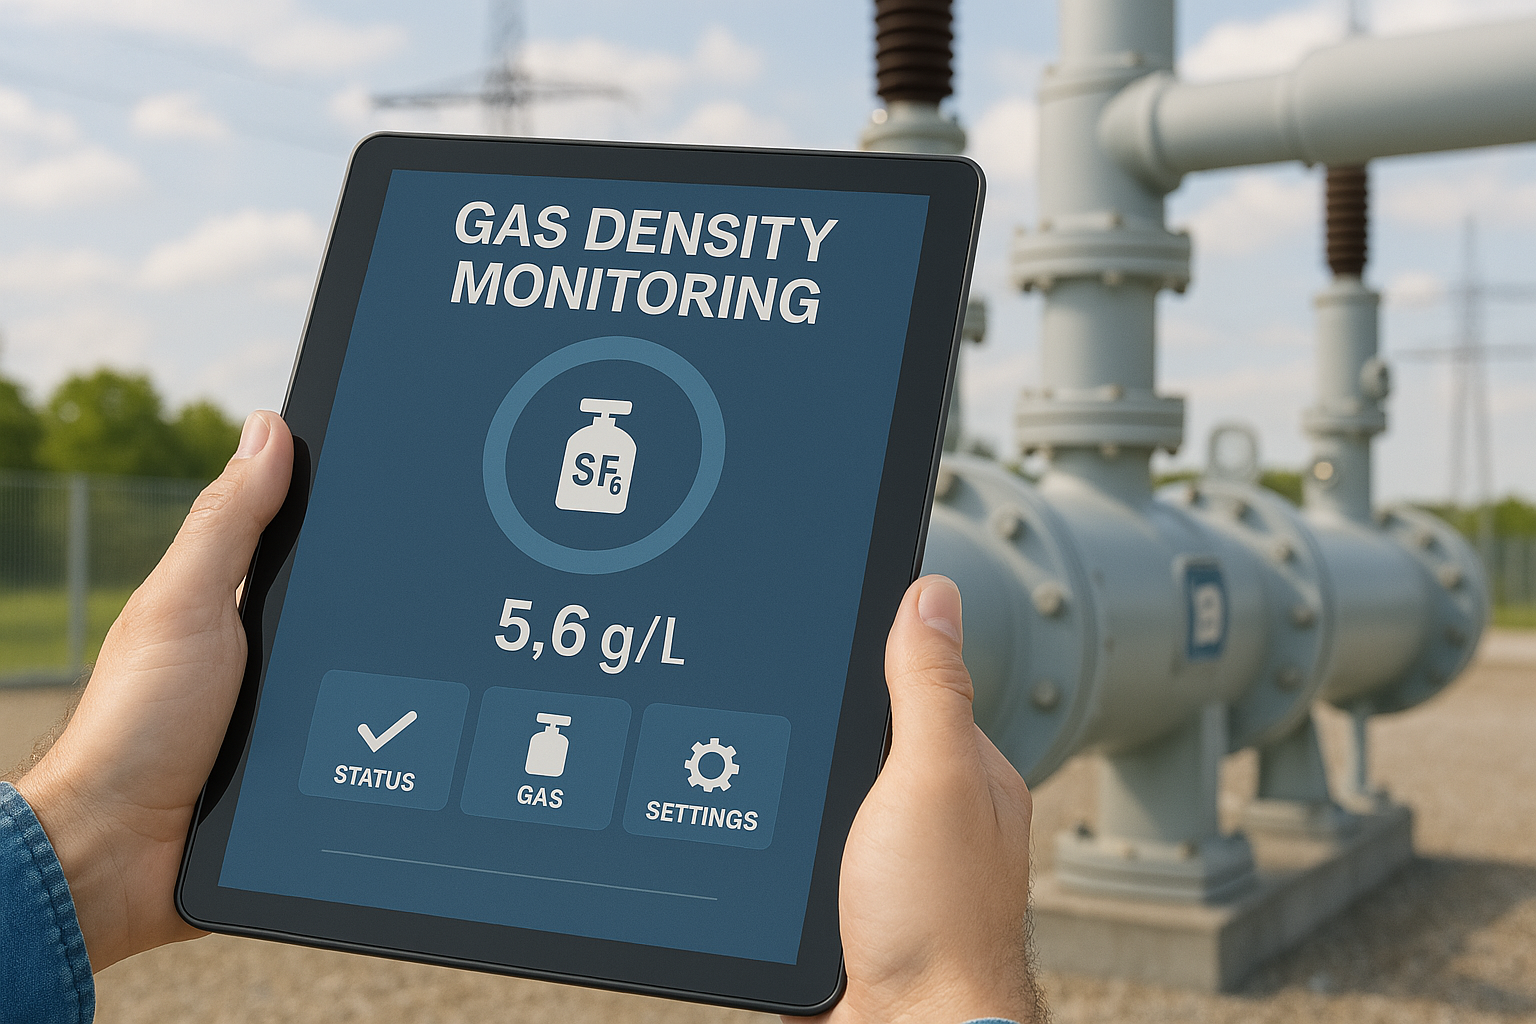 GAS DENSITY
MONITORING
SF₆
5,6 g/L
STATUS
GAS
SETTINGS